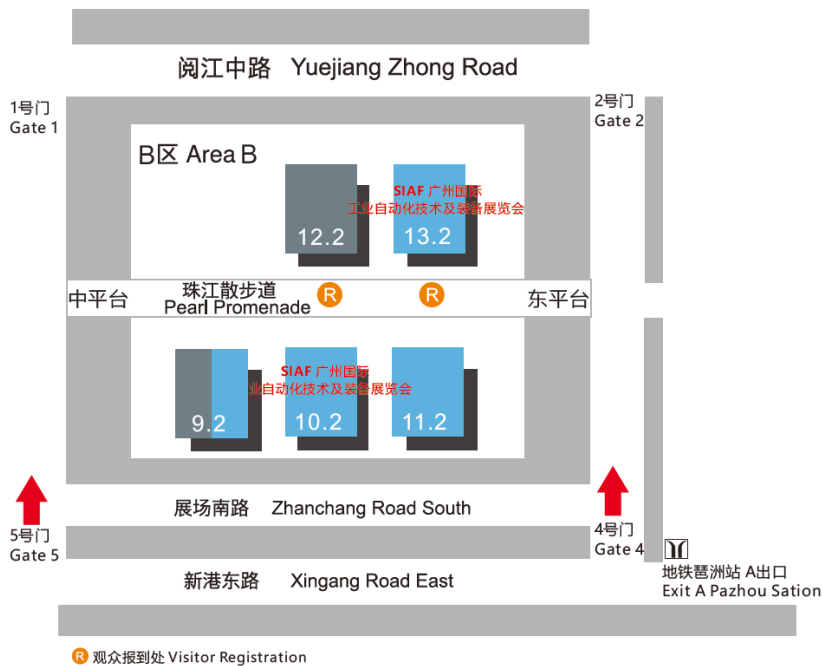 阅江中路 Yuejiang Zhong Road
1号门
Gate 1
2号门
Gate 2
B区 Area B
SIAF 广州国际
工业自动化技术及装备展览会
12.2
13.2
中平台
珠江散步道
Pearl Promenade
R
R
东平台
SIAF 广州国际
业自动化技术及装备展览会
9.2
10.2
11.2
展场南路 Zhanchang Road South
5号门
Gate 5
4号门
Gate 4
新港东路 Xingang Road East
地铁琶洲站 A出口
Exit A Pazhou Sation
R 观众报到处 Visitor Registration